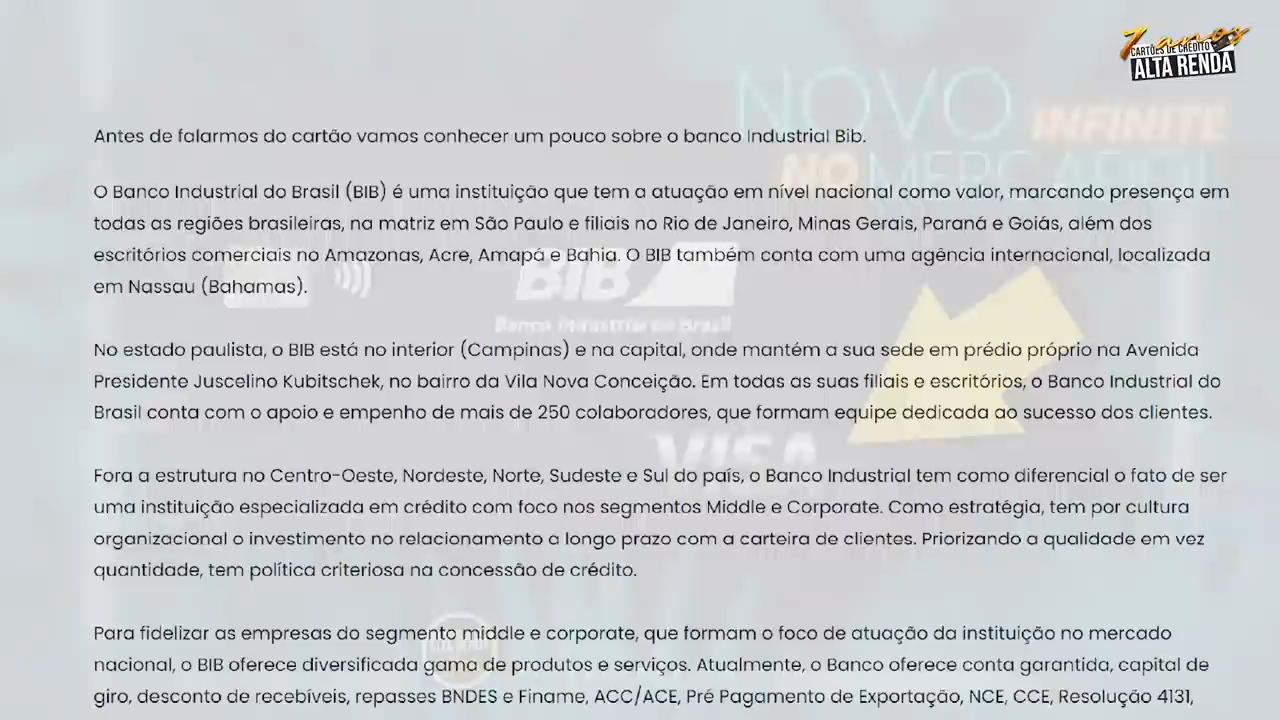 7 anos
CARTÕES DE CRÉDITO
ALTA RENDA
NOVO
INFINITE
NO MERCADO!!
Antes de falarmos do cartão vamos conhecer um pouco sobre o banco Industrial Bib.
O Banco Industrial do Brasil (BIB) é uma instituição que tem a atuação em nível nacional como valor, marcando presença em
todas as regiões brasileiras, na matriz em São Paulo e filiais no Rio de Janeiro, Minas Gerais, Paraná e Goiás, além dos
escritórios comerciais no Amazonas, Acre, Amapá e Bahia. O BIB também conta com uma agência internacional, localizada
em Nassau (Bahamas).
BIB
Banco Industrial do Brasil
No estado paulista, o BIB está no interior (Campinas) e na capital, onde mantém a sua sede em prédio próprio na Avenida
Presidente Juscelino Kubitschek, no bairro da Vila Nova Conceição. Em todas as suas filiais e escritórios, o Banco Industrial do
Brasil conta com o apoio e empenho de mais de 250 colaboradores, que formam equipe dedicada ao sucesso dos clientes.
VISA
Fora a estrutura no Centro-Oeste, Nordeste, Norte, Sudeste e Sul do país, o Banco Industrial tem como diferencial o fato de ser
uma instituição especializada em crédito com foco nos segmentos Middle e Corporate. Como estratégia, tem por cultura
organizacional o investimento no relacionamento a longo prazo com a carteira de clientes. Priorizando a qualidade em vez
quantidade, tem política criteriosa na concessão de crédito.
Para fidelizar as empresas do segmento middle e corporate, que formam o foco de atuação da instituição no mercado
nacional, o BIB oferece diversificada gama de produtos e serviços. Atualmente, o Banco oferece conta garantida, capital de
giro, desconto de recebíveis, repasses BNDES e Finame, ACC/ACE, Pré Pagamento de Exportação, NCE, CCE, Resolução 4131,